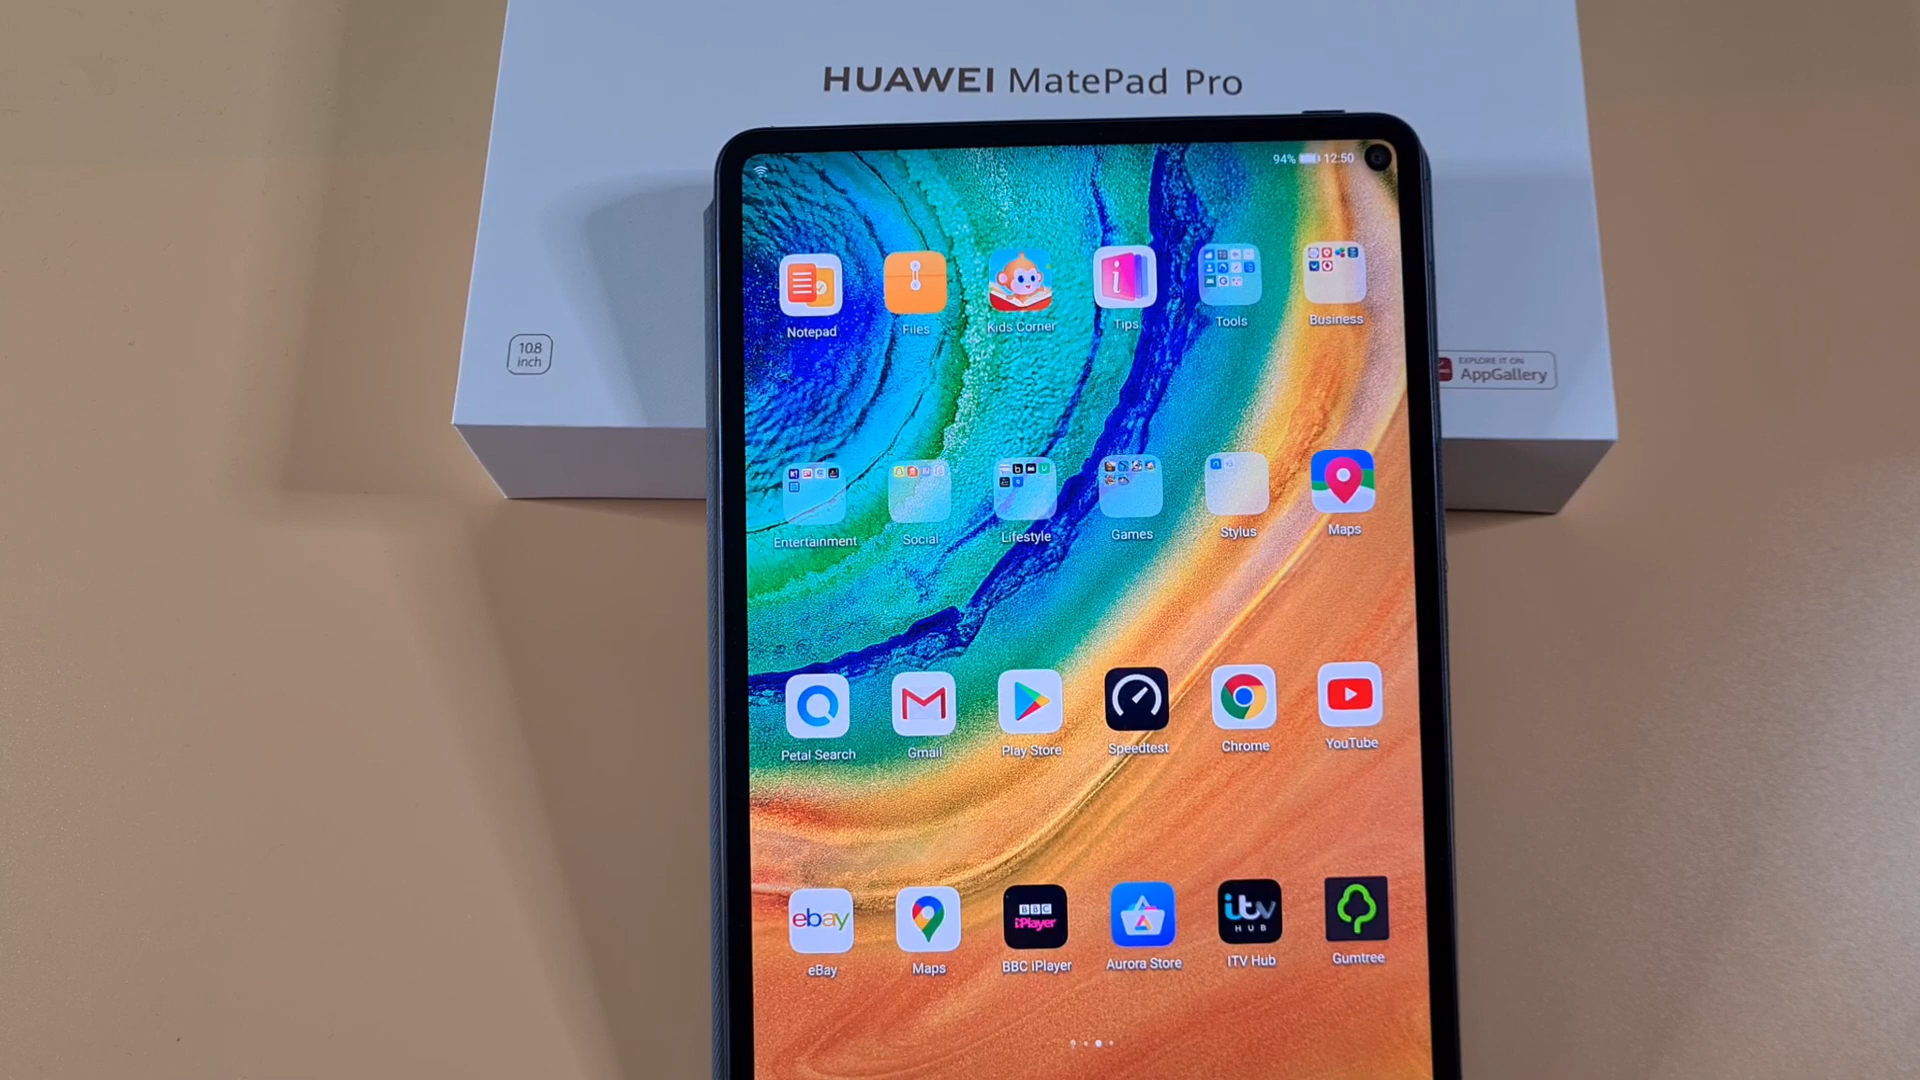 HUAWEI MatePad Pro
94% 12:50
Notepad
Files
Kids Corner
Tips
Tools
Business
10.8
inch
EXPLORE IT ON
AppGallery
Entertainment
Social
Lifestyle
Games
Stylus
Maps
Petal Search
Gmail
Play Store
Speedtest
Chrome
YouTube
ebay
BBC
iPlayer
itv
HUB
eBay
Maps
BBC iPlayer
Aurora Store
ITV Hub
Gumtree